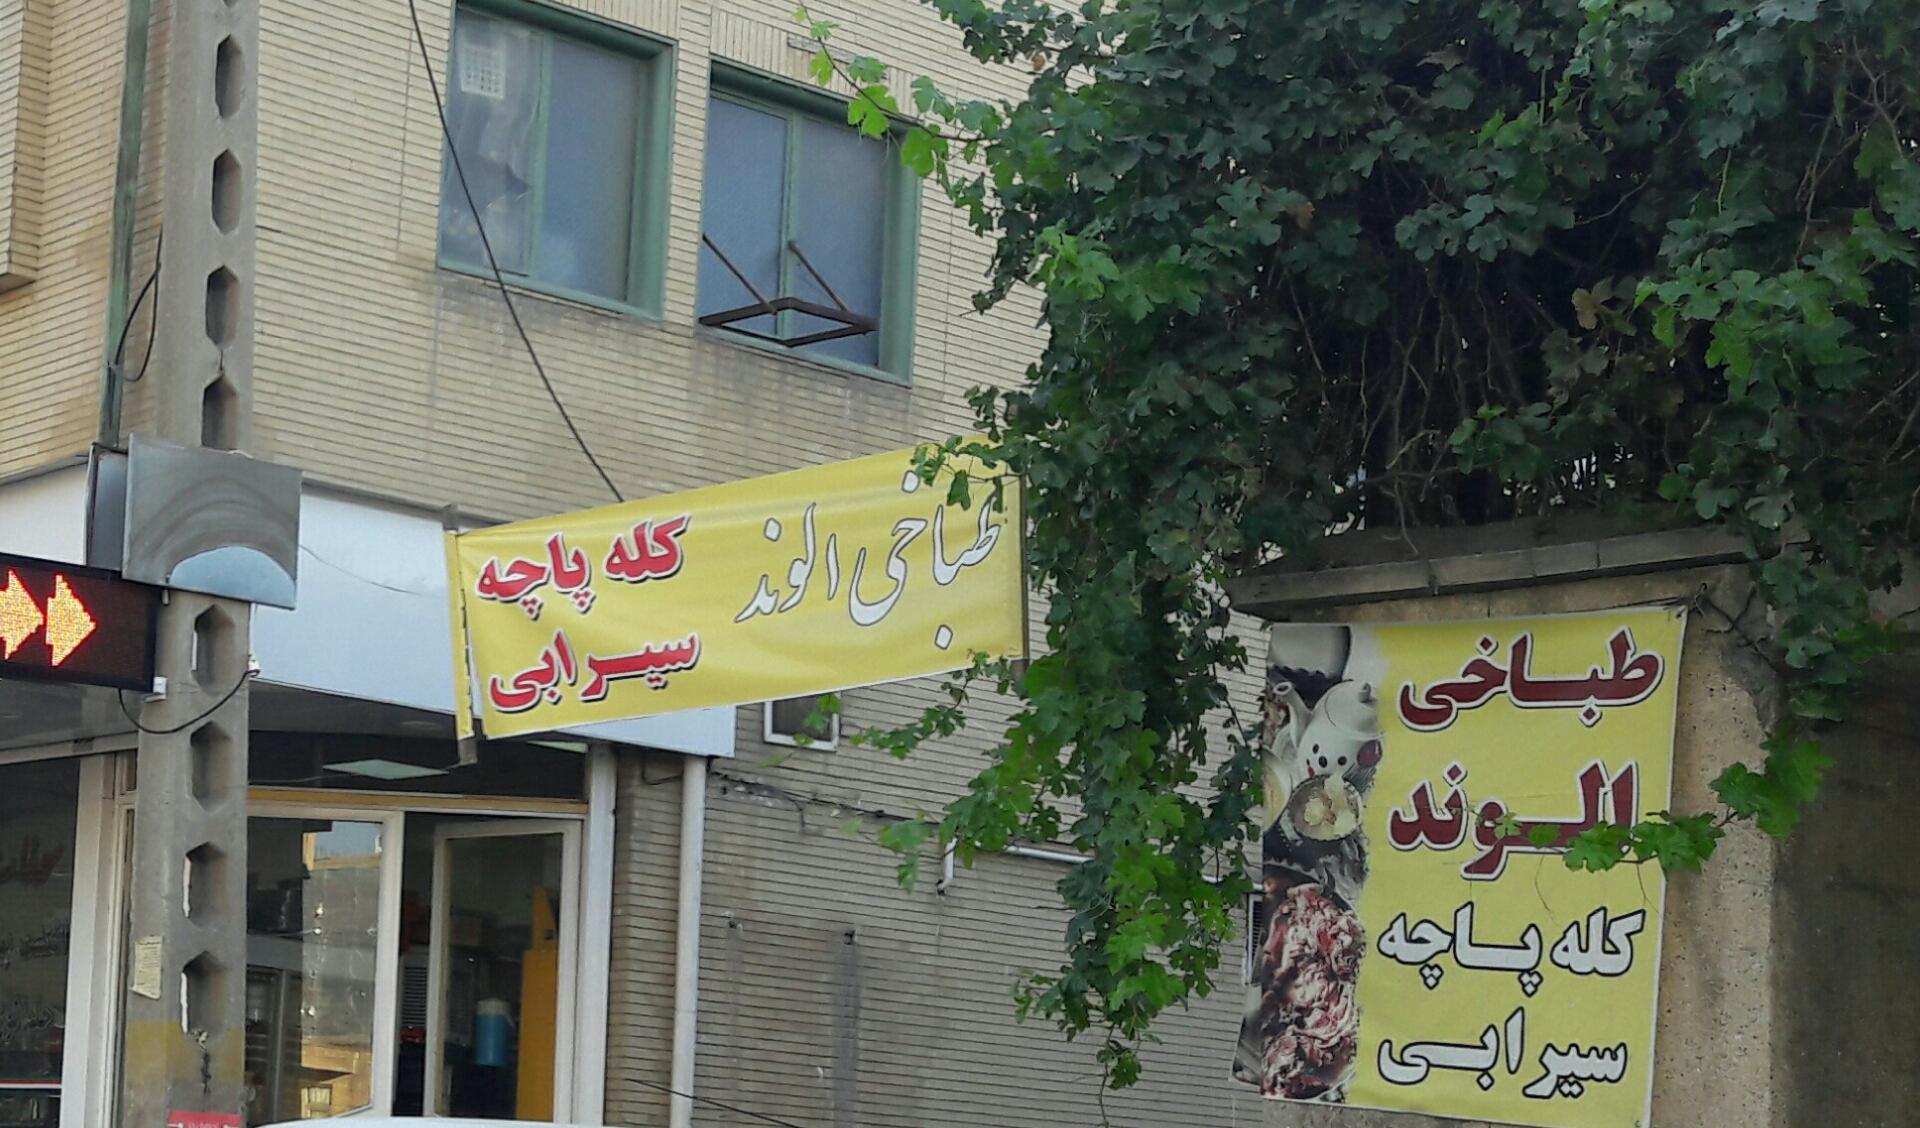 طباخی الوند
کله پاچه
سیرابی
طباخی
الوند
کله پاچه
سیرابی